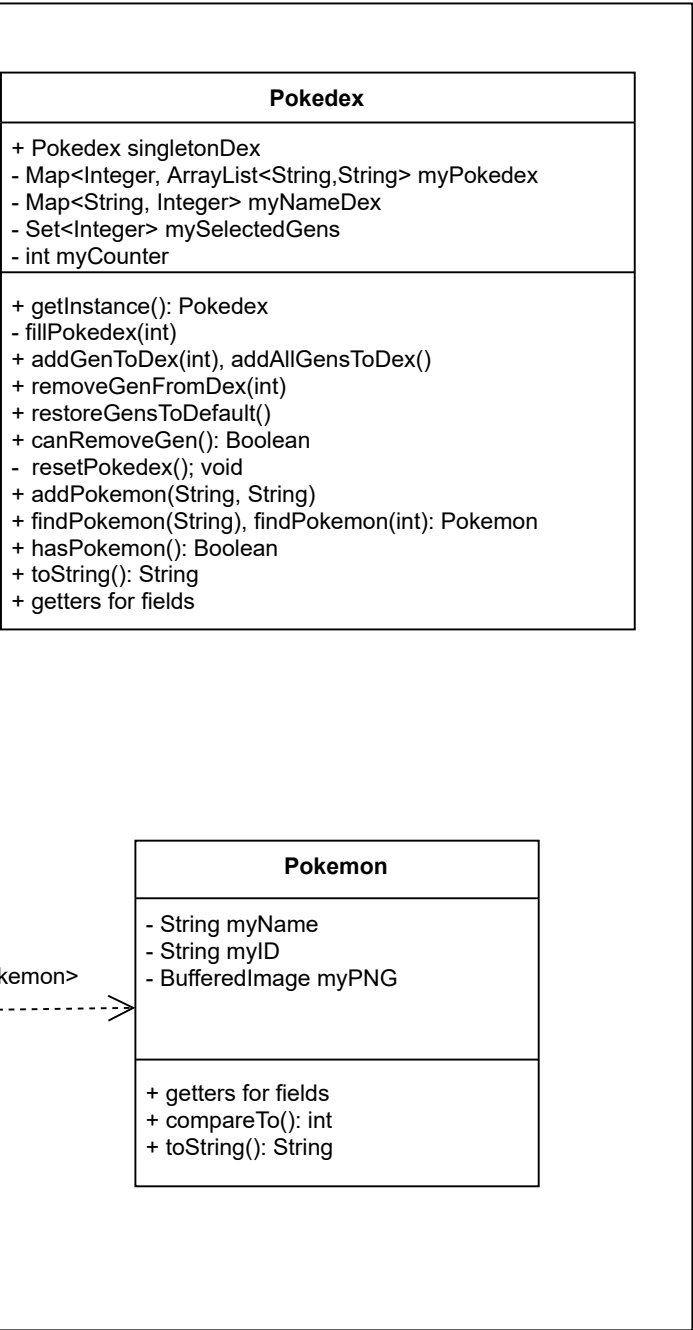 Pokedex
+ Pokedex singletonDex
- Map<Integer, ArrayList<String,String> myPokedex
- Map<String, Integer> myNameDex
- Set<Integer> mySelectedGens
- int myCounter
+ getInstance(): Pokedex
- fillPokedex(int)
+ addGenToDex(int), addAllGensToDex()
+ removeGenFromDex(int)
+ restoreGensToDefault()
+ canRemoveGen(): Boolean
-  resetPokedex(); void
+ addPokemon(String, String)
+ findPokemon(String), findPokemon(int): Pokemon
+ hasPokemon(): Boolean
+ toString(): String
+ getters for fields
Pokemon
- String myName
- String myID
- BufferedImage myPNG
kemon>
+ getters for fields
+ compareTo(): int
+ toString(): String